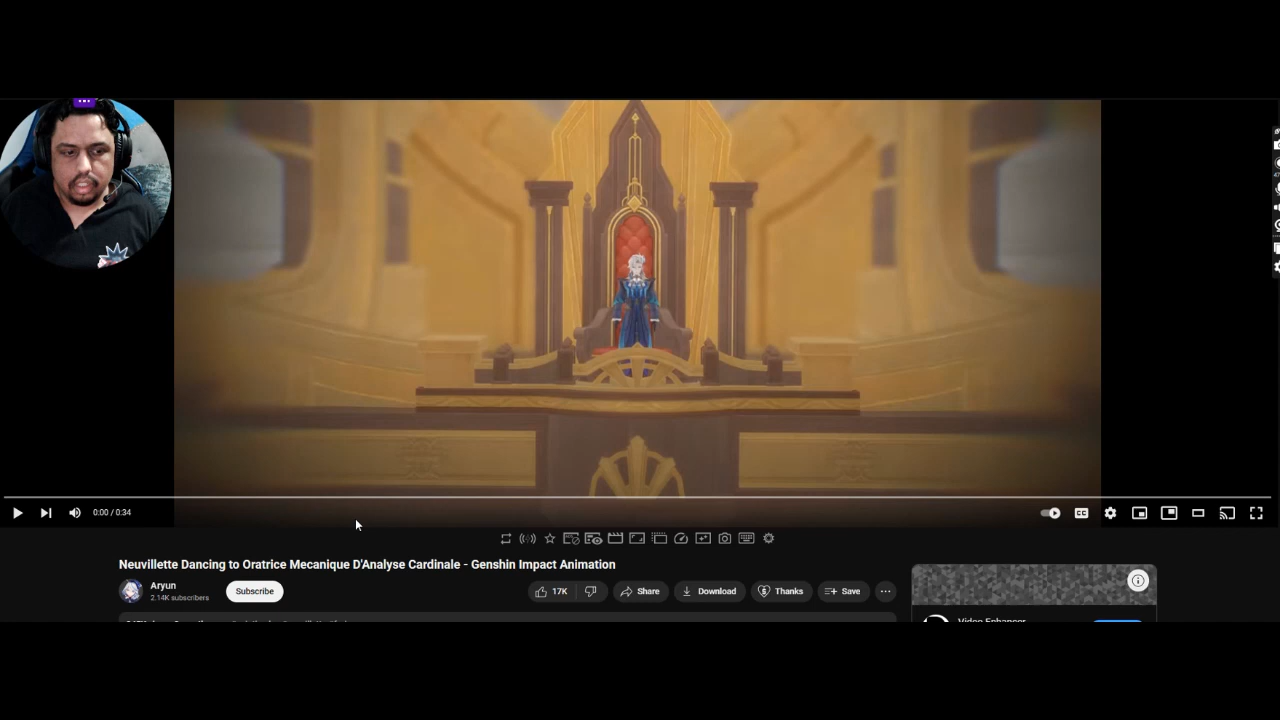 0:00 / 0:34
CC
Neuvillette Dancing to Oratrice Mecanique D'Analyse Cardinale - Genshin Impact Animation
Aryun
2.14K subscribers
Subscribe
17K
Share
Download
Thanks
Save
Video Enhancer